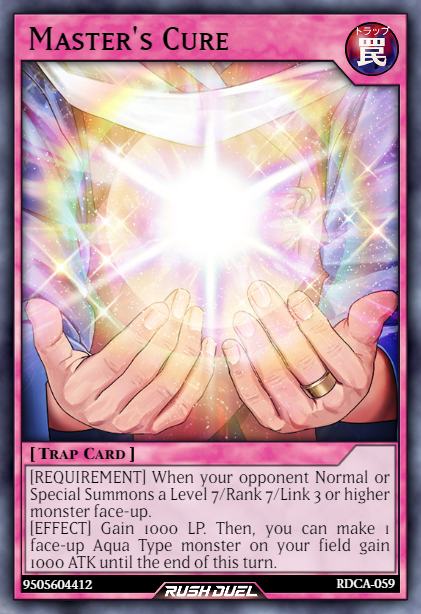 Master's Cure
トラップ
罠
[ Trap Card ]
[REQUIREMENT] When your opponent Normal or
Special Summons a Level 7/Rank 7/Link 3 or higher
monster face-up.
[EFFECT] Gain 1000 LP. Then, you can make 1
face-up Aqua Type monster on your field gain
1000 ATK until the end of this turn.
9505604412
RUSH DUEL
RDCA-059